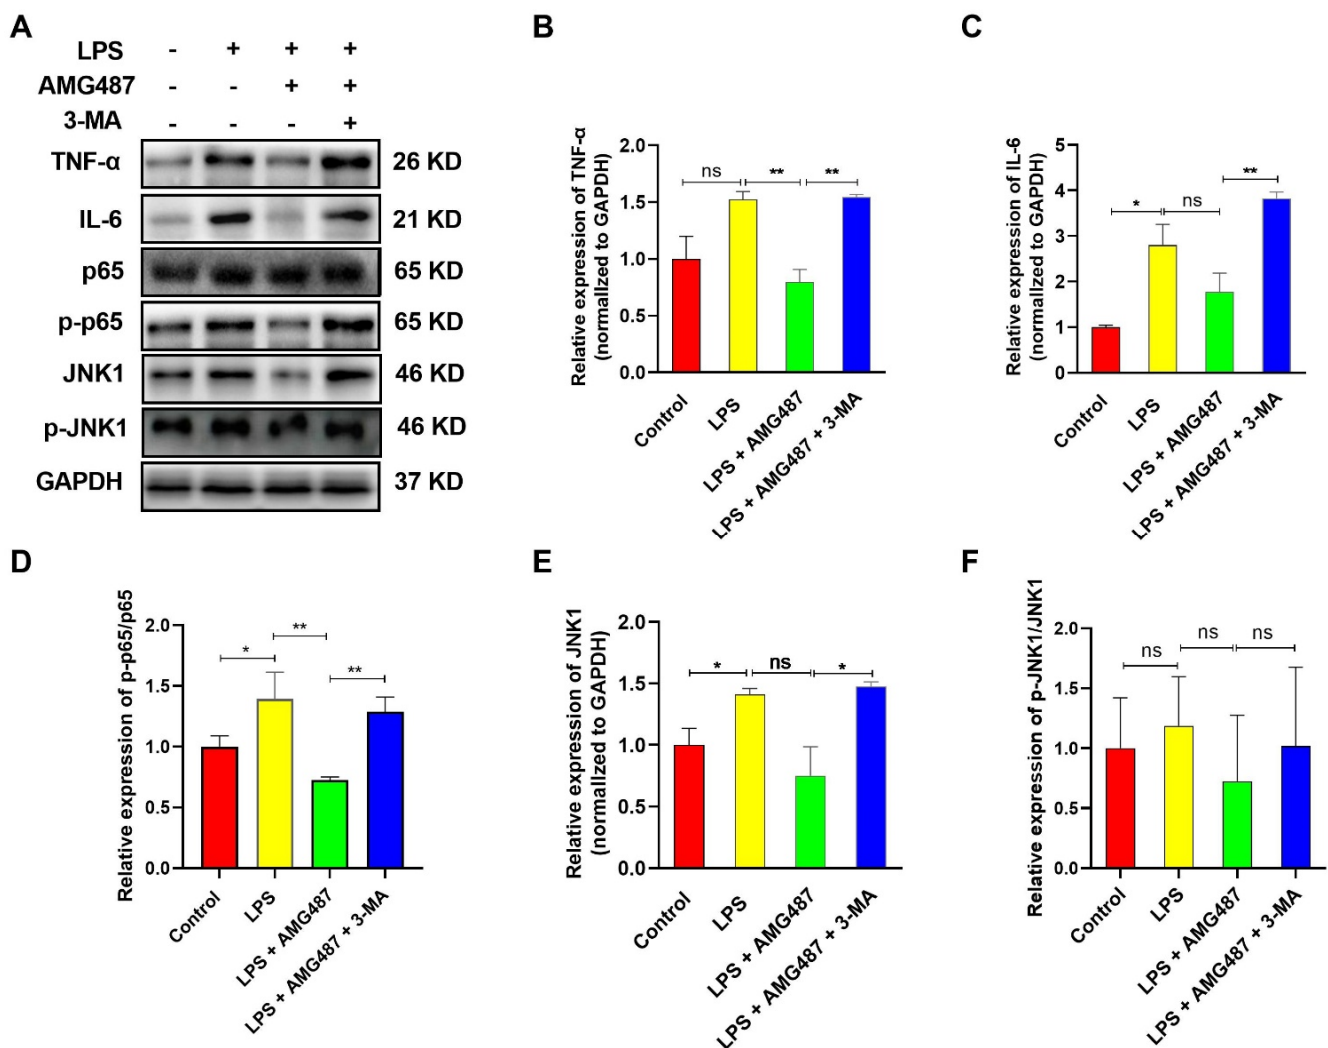 A
LPS - + + +
AMG487 - - + +
3-MA - - - +
TNF-α 26 KD
IL-6 21 KD
p65 65 KD
p-p65 65 KD
JNK1 46 KD
p-JNK1 46 KD
GAPDH 37 KD
B
Relative expression of TNF-α
(normalized to GAPDH)
2.0
1.5
1.0
0.5
0.0
ns ** **
Control
LPS
LPS + AMG487
LPS + AMG487 + 3-MA
C
Relative expression of IL-6
(normalized to GAPDH)
5
4
3
2
1
0
* ns **
Control
LPS
LPS + AMG487
LPS + AMG487 + 3-MA
D
Relative expression of p-p65/p65
2.0
1.5
1.0
0.5
0.0
* ** **
Control
LPS
LPS + AMG487
LPS + AMG487 + 3-MA
E
Relative expression of JNK1
(normalized to GAPDH)
2.0
1.5
1.0
0.5
0.0
* ns *
Control
LPS
LPS + AMG487
LPS + AMG487 + 3-MA
F
Relative expression of p-JNK1/JNK1
2.0
1.5
1.0
0.5
0.0
ns ns ns
Control
LPS
LPS + AMG487
LPS + AMG487 + 3-MA